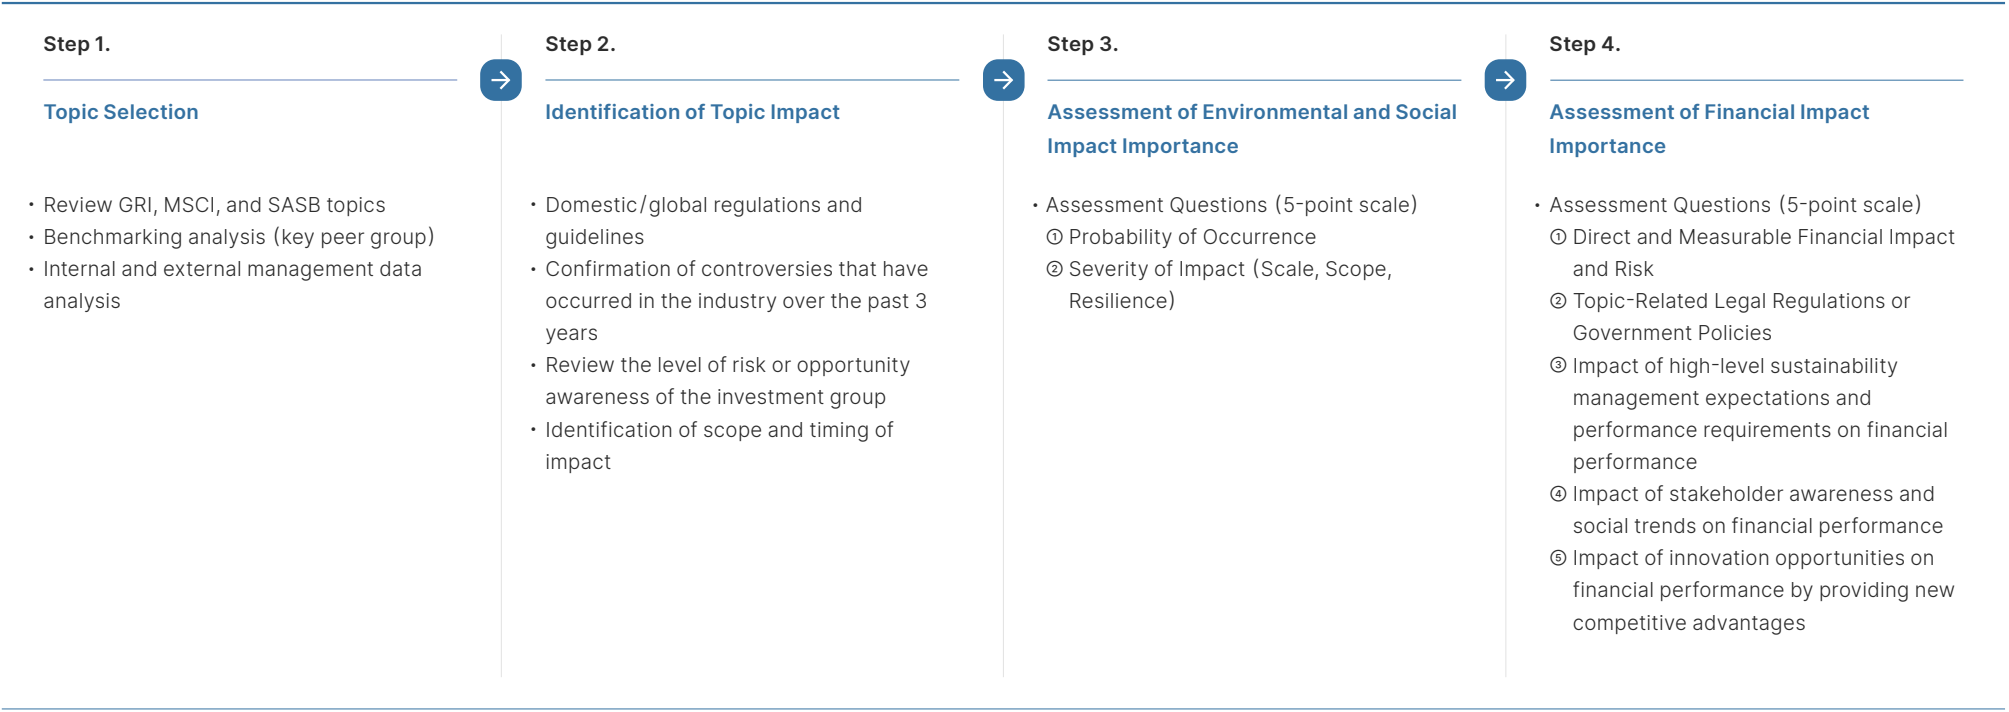 Step 1.
Topic Selection
• Review GRI, MSCI, and SASB topics
• Benchmarking analysis (key peer group)
• Internal and external management data
analysis
Step 2.
Identification of Topic Impact
• Domestic/global regulations and
guidelines
• Confirmation of controversies that have
occurred in the industry over the past 3
years
• Review the level of risk or opportunity
awareness of the investment group
• Identification of scope and timing of
impact
Step 3.
Assessment of Environmental and Social
Impact Importance
• Assessment Questions (5-point scale)
① Probability of Occurrence
② Severity of Impact (Scale, Scope,
Resilience)
Step 4.
Assessment of Financial Impact
Importance
• Assessment Questions (5-point scale)
① Direct and Measurable Financial Impact
and Risk
② Topic-Related Legal Regulations or
Government Policies
③ Impact of high-level sustainability
management expectations and
performance requirements on financial
performance
④ Impact of stakeholder awareness and
social trends on financial performance
⑤ Impact of innovation opportunities on
financial performance by providing new
competitive advantages